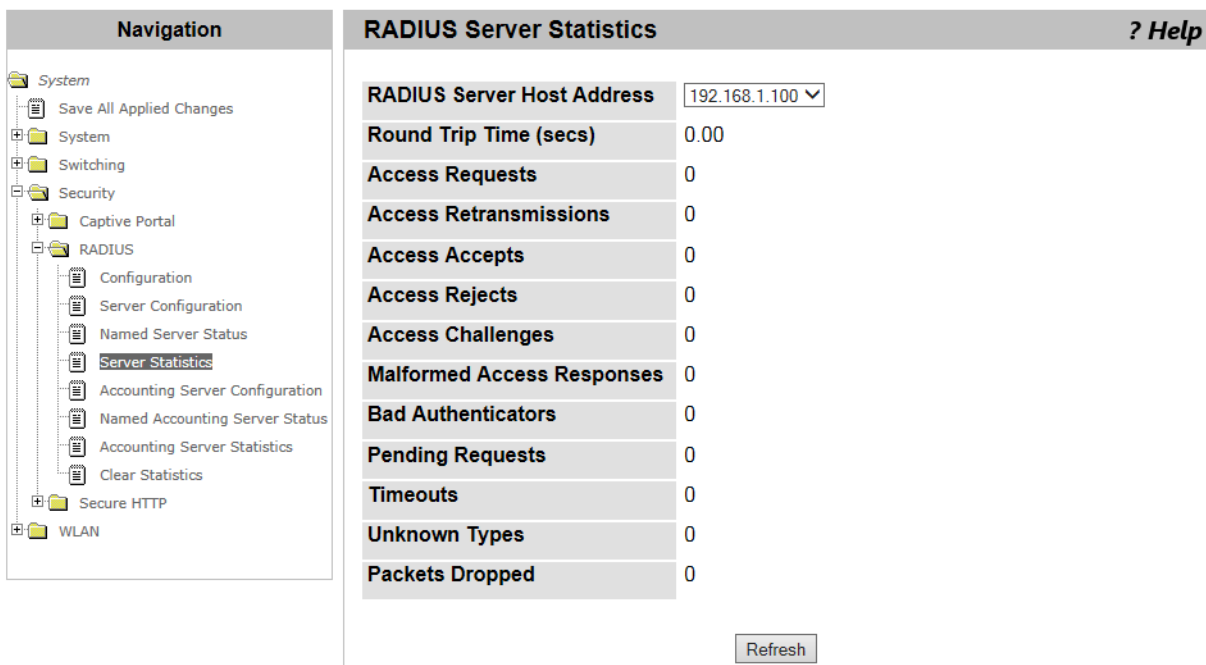 Navigation
System
Save All Applied Changes
System
Switching
Security
Captive Portal
RADIUS
Configuration
Server Configuration
Named Server Status
Server Statistics
Accounting Server Configuration
Named Accounting Server Status
Accounting Server Statistics
Clear Statistics
Secure HTTP
WLAN
RADIUS Server Statistics ? Help
RADIUS Server Host Address 192.168.1.100
Round Trip Time (secs) 0.00
Access Requests 0
Access Retransmissions 0
Access Accepts 0
Access Rejects 0
Access Challenges 0
Malformed Access Responses 0
Bad Authenticators 0
Pending Requests 0
Timeouts 0
Unknown Types 0
Packets Dropped 0
Refresh